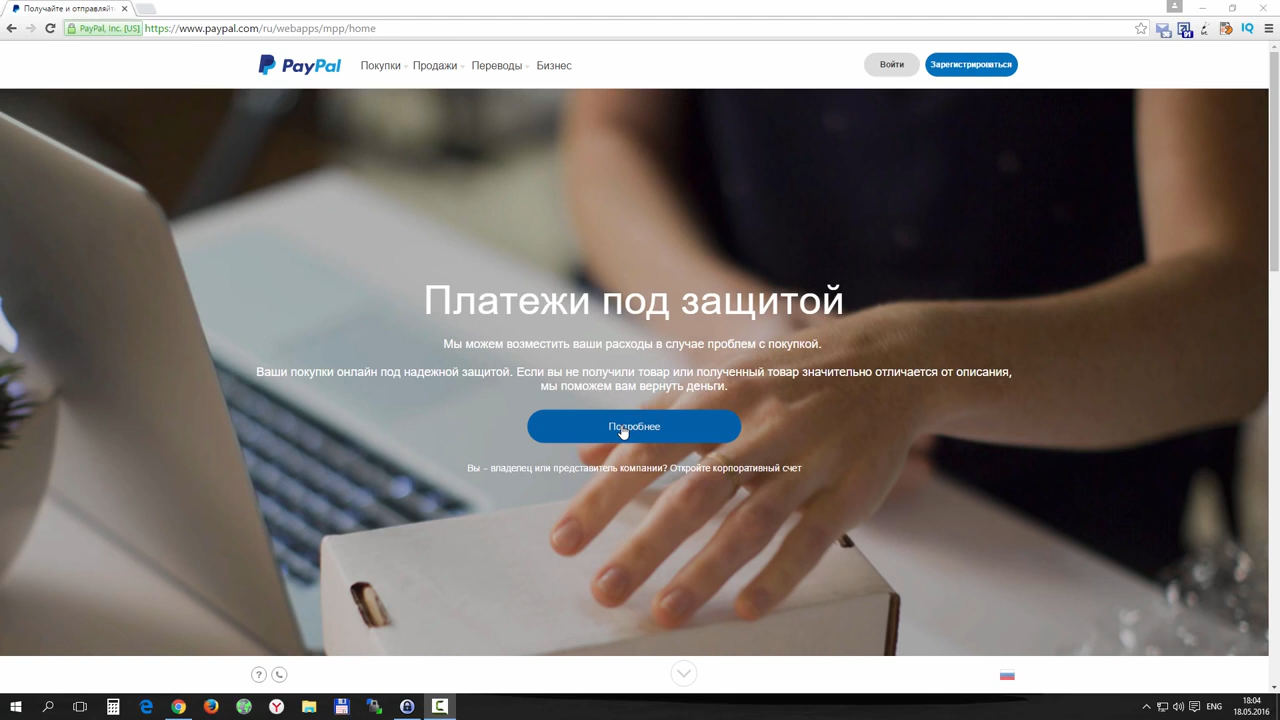 Получайте и отправляйт
PayPal, Inc. [US]
https://www.paypal.com/ru/webapps/mpp/home
IQ
PayPal
Покупки
Продажи
Переводы
Бизнес
Войти
Зарегистрироваться
Платежи под защитой
Мы можем возместить ваши расходы в случае проблем с покупкой.
Ваши покупки онлайн под надежной защитой. Если вы не получили товар или полученный товар значительно отличается от описания,
мы поможем вам вернуть деньги.
Подробнее
Вы – владелец или представитель компании? Откройте корпоративный счет
?
ENG
18:04
18.05.2016